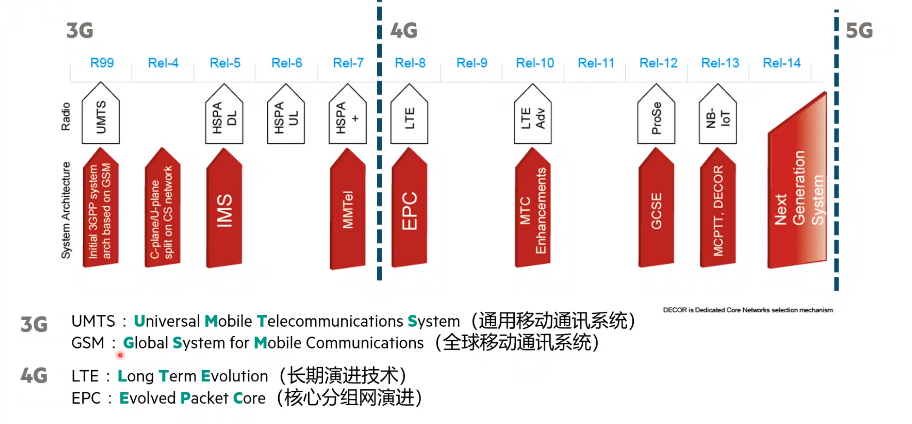 3G
4G
5G
R99 Rel-4 Rel-5 Rel-6 Rel-7 Rel-8 Rel-9 Rel-10 Rel-11 Rel-12 Rel-13 Rel-14
Radio
UMTS
HSPA
DL
HSPA
UL
HSPA
+
LTE
LTE
Adv
ProSe
NB-
IoT
System Architecture
Initial 3GPP system
arch based on GSM
C-plane/U-plane
split on CS network
IMS
MMTel
EPC
MTC
Enhancements
GCSE
MCPTT, DECOR
Next
Generation
System
DECOR is Dedicated Core Networks selection mechanism
3G
UMTS : Universal Mobile Telecommunications System（通用移动通讯系统）
GSM : Global System for Mobile Communications（全球移动通讯系统）
4G
LTE : Long Term Evolution（长期演进技术）
EPC : Evolved Packet Core（核心分组网演进）